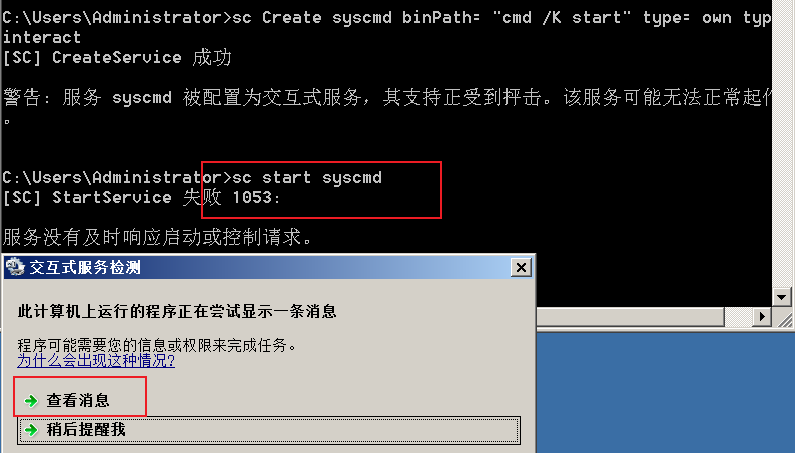 C:\Users\Administrator>sc Create syscmd binPath= "cmd /K start" type= own typ
interact
[SC] CreateService 成功
警告: 服务 syscmd 被配置为交互式服务，其支持正受到抨击。该服务可能无法正常起作
。
C:\Users\Administrator>sc start syscmd
[SC] StartService 失败 1053:
服务没有及时响应启动或控制请求。
交互式服务检测
此计算机上运行的程序正在尝试显示一条消息
程序可能需要您的信息或权限来完成任务。
为什么会出现这种情况?
查看消息
稍后提醒我